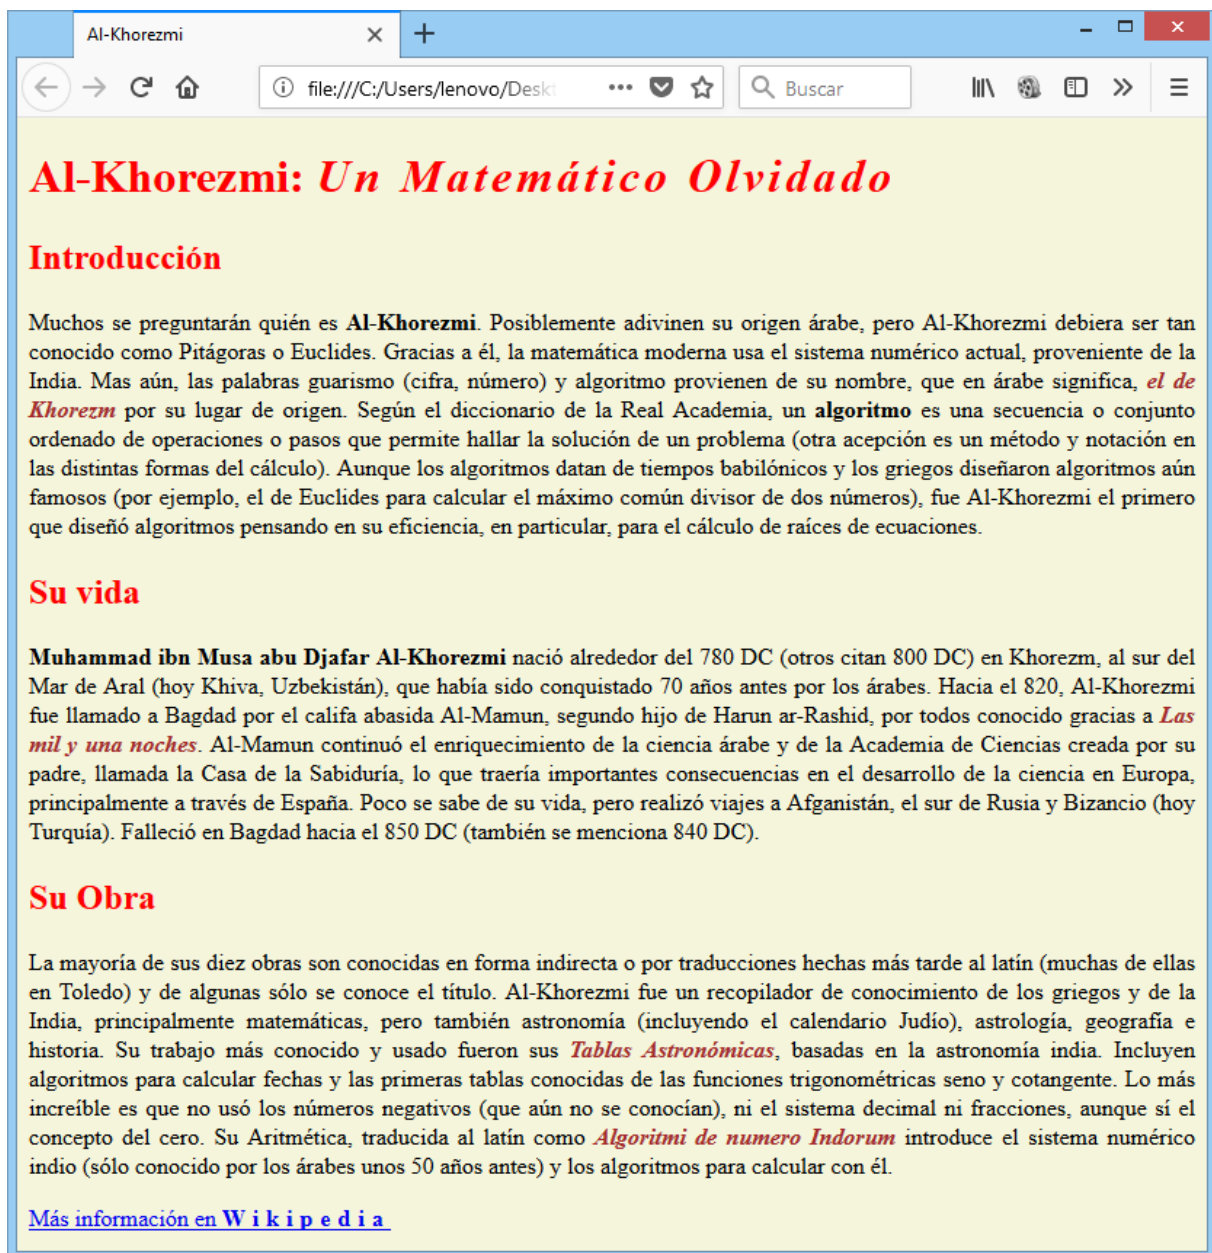 Al-Khorezmi
file:///C:/Users/lenovo/Deskt
Buscar
Al-Khorezmi: Un Matemático Olvidado
Introducción
Muchos se preguntarán quién es Al-Khorezmi. Posiblemente adivinen su origen árabe, pero Al-Khorezmi debiera ser tan
conocido como Pitágoras o Euclides. Gracias a él, la matemática moderna usa el sistema numérico actual, proveniente de la
India. Mas aún, las palabras guarismo (cifra, número) y algoritmo provienen de su nombre, que en árabe significa, el de
Khorezm por su lugar de origen. Según el diccionario de la Real Academia, un algoritmo es una secuencia o conjunto
ordenado de operaciones o pasos que permite hallar la solución de un problema (otra acepción es un método y notación en
las distintas formas del cálculo). Aunque los algoritmos datan de tiempos babilónicos y los griegos diseñaron algoritmos aún
famosos (por ejemplo, el de Euclides para calcular el máximo común divisor de dos números), fue Al-Khorezmi el primero
que diseñó algoritmos pensando en su eficiencia, en particular, para el cálculo de raíces de ecuaciones.
Su vida
Muhammad ibn Musa abu Djafar Al-Khorezmi nació alrededor del 780 DC (otros citan 800 DC) en Khorezm, al sur del
Mar de Aral (hoy Khiva, Uzbekistán), que había sido conquistado 70 años antes por los árabes. Hacia el 820, Al-Khorezmi
fue llamado a Bagdad por el califa abasida Al-Mamun, segundo hijo de Harun ar-Rashid, por todos conocido gracias a Las
mil y una noches. Al-Mamun continuó el enriquecimiento de la ciencia árabe y de la Academia de Ciencias creada por su
padre, llamada la Casa de la Sabiduría, lo que traería importantes consecuencias en el desarrollo de la ciencia en Europa,
principalmente a través de España. Poco se sabe de su vida, pero realizó viajes a Afganistán, el sur de Rusia y Bizancio (hoy
Turquía). Falleció en Bagdad hacia el 850 DC (también se menciona 840 DC).
Su Obra
La mayoría de sus diez obras son conocidas en forma indirecta o por traducciones hechas más tarde al latín (muchas de ellas
en Toledo) y de algunas sólo se conoce el título. Al-Khorezmi fue un recopilador de conocimiento de los griegos y de la
India, principalmente matemáticas, pero también astronomía (incluyendo el calendario Judío), astrología, geografía e
historia. Su trabajo más conocido y usado fueron sus Tablas Astronómicas, basadas en la astronomía india. Incluyen
algoritmos para calcular fechas y las primeras tablas conocidas de las funciones trigonométricas seno y cotangente. Lo más
increíble es que no usó los números negativos (que aún no se conocían), ni el sistema decimal ni fracciones, aunque sí el
concepto del cero. Su Aritmética, traducida al latín como Algoritmi de numero Indorum introduce el sistema numérico
indio (sólo conocido por los árabes unos 50 años antes) y los algoritmos para calcular con él.
Más información en Wikipedia